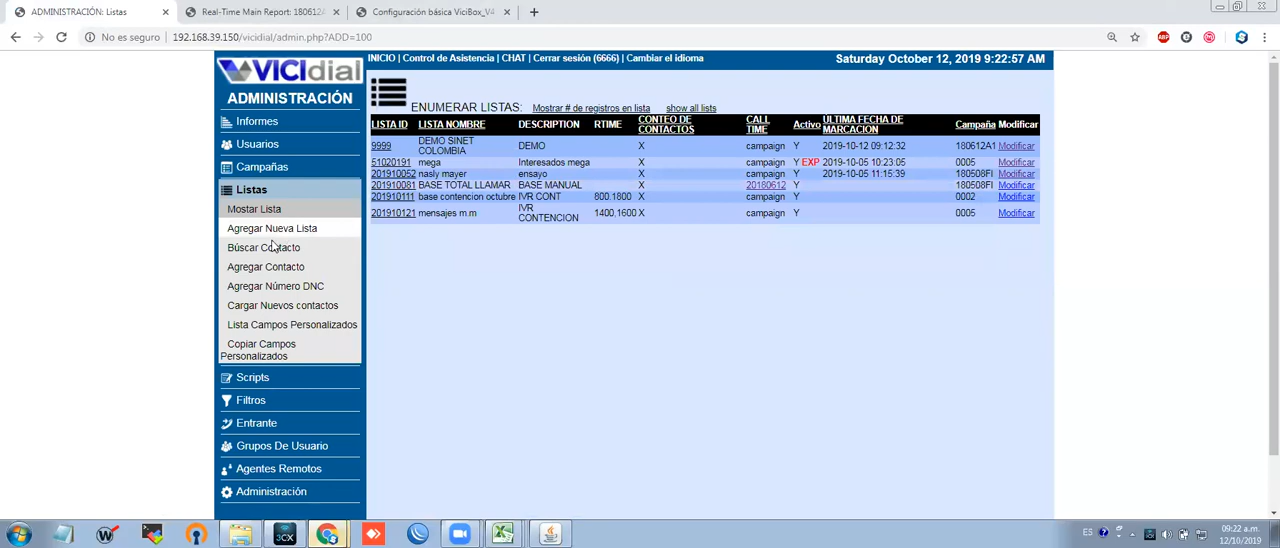 ADMINISTRACIÓN: Listas
Real-Time Main Report: 180612A
Configuración básica ViciBox_V4
No es seguro | 192.168.39.150/vicidial/admin.php?ADD=100
VICIdial
ADMINISTRACIÓN
Informes
Usuarios
Campañas
Listas
Mostar Lista
Agregar Nueva Lista
Búscar Contacto
Agregar Contacto
Agregar Número DNC
Cargar Nuevos contactos
Lista Campos Personalizados
Copiar Campos
Personalizados
Scripts
Filtros
Entrante
Grupos De Usuario
Agentes Remotos
Administración
INICIO | Control de Asistencia | CHAT | Cerrar sesión (6666) | Cambiar el idioma
Saturday October 12, 2019 9:22:57 AM
ENUMERAR LISTAS: Mostrar # de registros en lista show all lists
LISTA ID LISTA NOMBRE DESCRIPTION RTIME CONTEO DE CONTACTOS CALL TIME Activo ÚLTIMA FECHA DE MARCACION Campaña Modificar
9999 DEMO SINET COLOMBIA DEMO X campaign Y 2019-10-12 09:12:32 180612A1 Modificar
51020191 mega Interesados mega X campaign Y EXP 2019-10-05 10:23:05 0005 Modificar
201910052 nasly mayer ensayo X campaign Y 2019-10-05 11:15:39 180508FI Modificar
201910081 BASE TOTAL LLAMAR BASE MANUAL X 20180612 Y 180508FI Modificar
201910111 base contencion octubre IVR CONT 800.1800 X campaign Y 0002 Modificar
201910121 mensajes m.m IVR CONTENCION 1400.1600 X campaign Y 0005 Modificar
3CX
ES
09:22 a.m.
12/10/2019